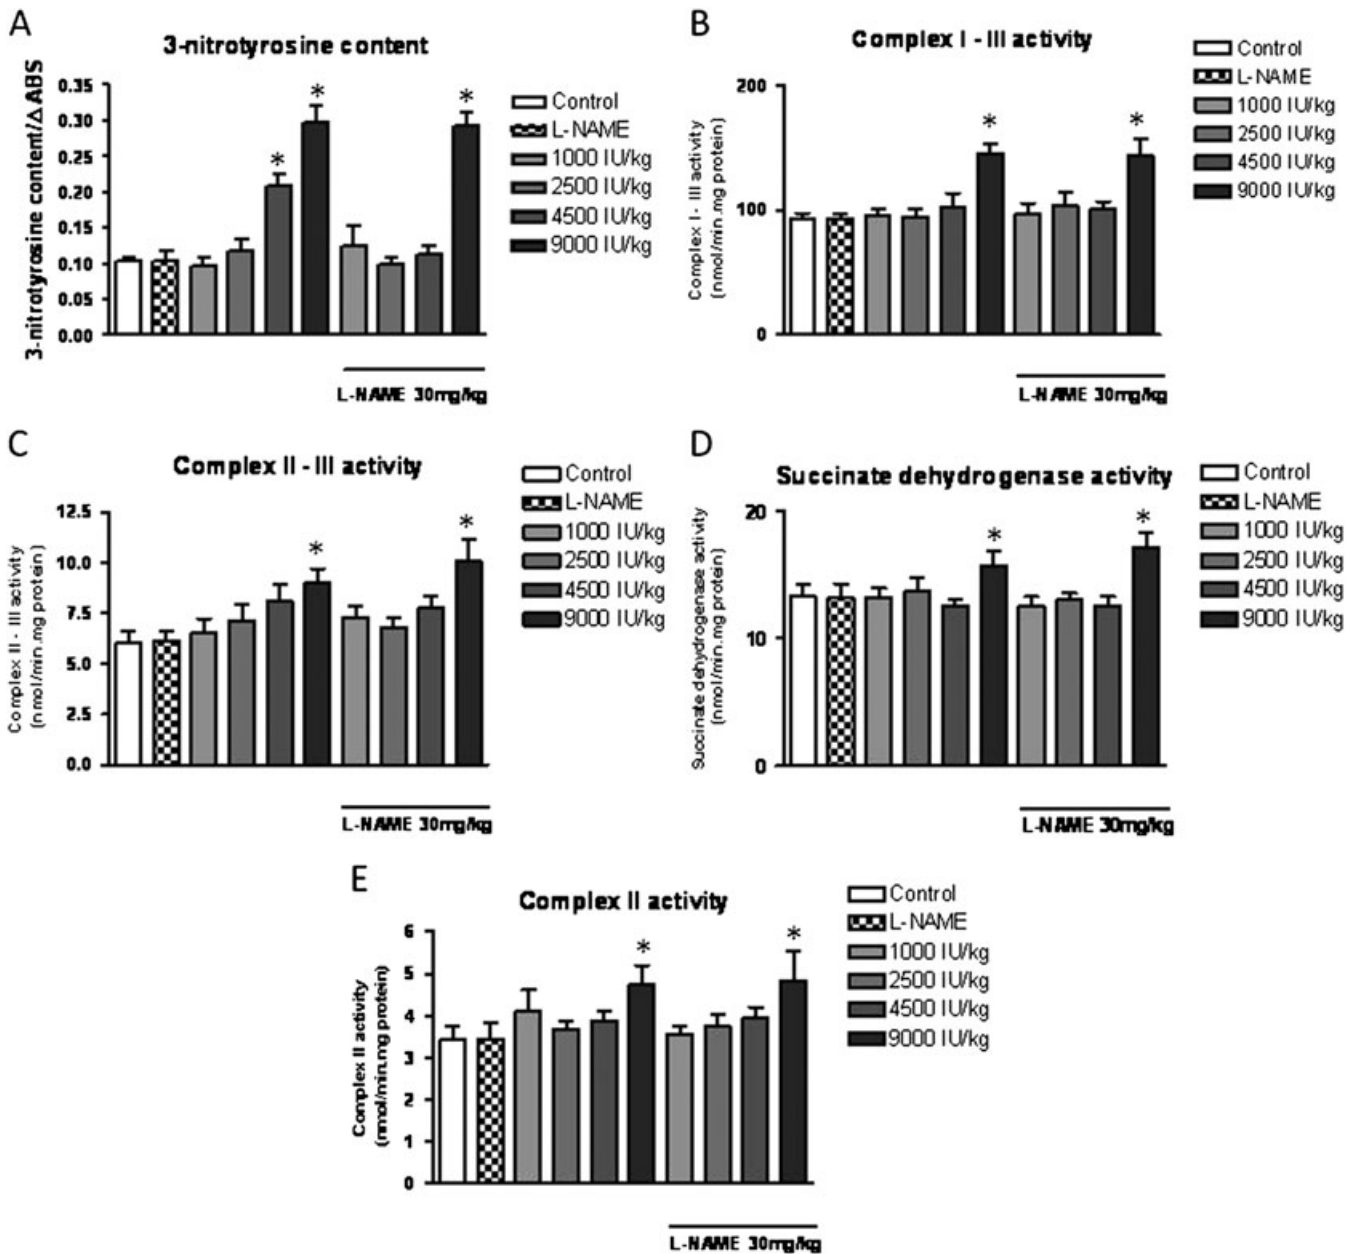 A
3-nitrotyrosine content
3-nitrotyrosine content/Δ ABS
0.35
0.30
0.25
0.20
0.15
0.10
0.05
0.00
*
*
*
L-NAME 30mg/kg
Control
L-NAME
1000 IU/kg
2500 IU/kg
4500 IU/kg
9000 IU/kg
B
Complex I - III activity
Complex I - III activity
(nmol/min.mg protein)
200
100
0
*
*
L-NAME 30mg/kg
Control
L-NAME
1000 IU/kg
2500 IU/kg
4500 IU/kg
9000 IU/kg
C
Complex II - III activity
Complex II - III activity
(nmol/min.mg protein)
12.5
10.0
7.5
5.0
2.5
0.0
*
*
L-NAME 30mg/kg
Control
L-NAME
1000 IU/kg
2500 IU/kg
4500 IU/kg
9000 IU/kg
D
Succinate dehydrogenase activity
Succinate dehydrogenase activity
(nmol/min.mg protein)
20
10
0
*
*
L-NAME 30mg/kg
Control
L-NAME
1000 IU/kg
2500 IU/kg
4500 IU/kg
9000 IU/kg
E
Complex II activity
Complex II activity
(nmol/min.mg protein)
6
5
4
3
2
1
0
*
*
L-NAME 30mg/kg
Control
L-NAME
1000 IU/kg
2500 IU/kg
4500 IU/kg
9000 IU/kg